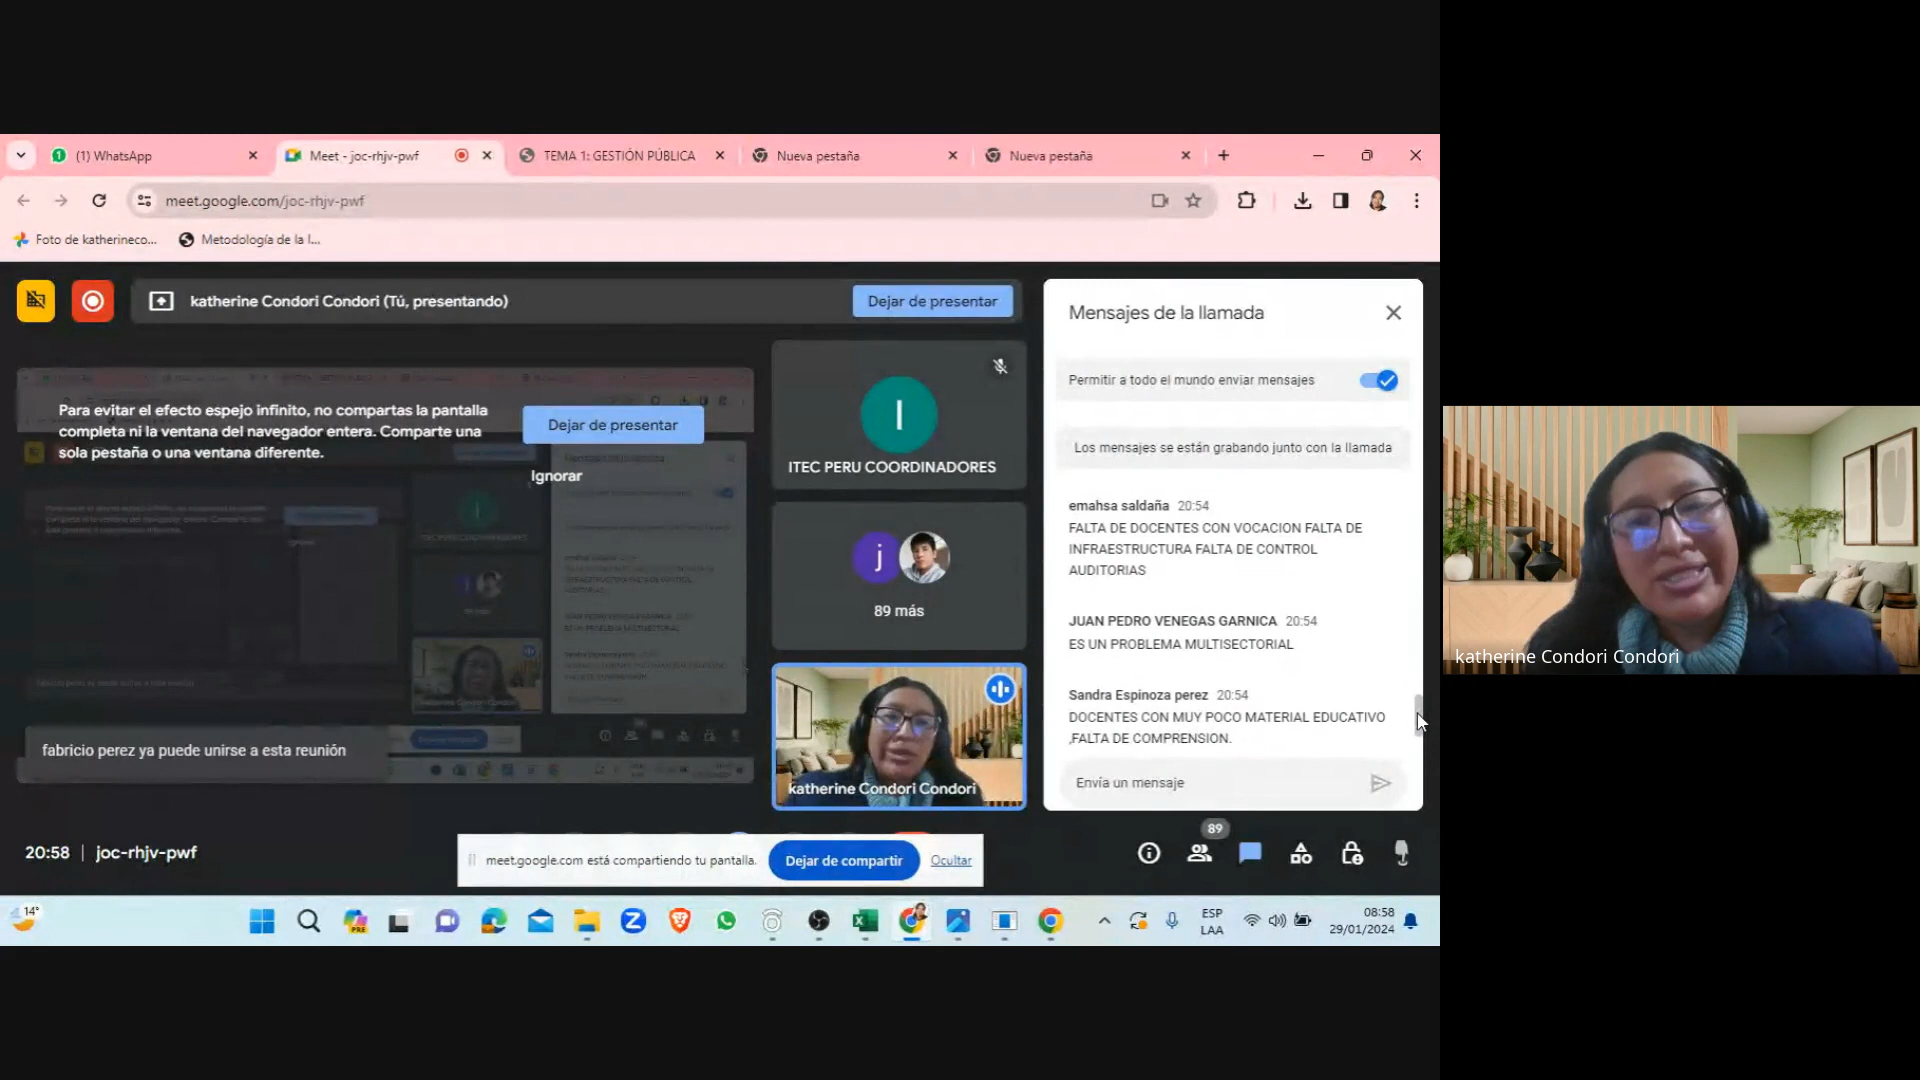 (1) WhatsApp
Meet - joc-rhjv-pwf
TEMA 1: GESTIÓN PÚBLICA
Nueva pestaña
Nueva pestaña
meet.google.com/joc-rhjv-pwf
Foto de katherineco...
Metodología de la I...
katherine Condori Condori (Tú, presentando)
Dejar de presentar
Para evitar el efecto espejo infinito, no compartas la pantalla
completa ni la ventana del navegador entera. Comparte una
sola pestaña o una ventana diferente.
Dejar de presentar
Ignorar
fabricio perez ya puede unirse a esta reunión
I
ITEC PERU COORDINADORES
j
89 más
katherine Condori Condori
Mensajes de la llamada
Permitir a todo el mundo enviar mensajes
Los mensajes se están grabando junto con la llamada
emahsa saldaña 20:54
FALTA DE DOCENTES CON VOCACION FALTA DE
INFRAESTRUCTURA FALTA DE CONTROL
AUDITORIAS
JUAN PEDRO VENEGAS GARNICA 20:54
ES UN PROBLEMA MULTISECTORIAL
Sandra Espinoza perez 20:54
DOCENTES CON MUY POCO MATERIAL EDUCATIVO
,FALTA DE COMPRENSION.
Envía un mensaje
katherine Condori Condori
20:58 | joc-rhjv-pwf
meet.google.com está compartiendo tu pantalla.
Dejar de compartir
Ocultar
89
14°
PRE
ESP
LAA
08:58
29/01/2024